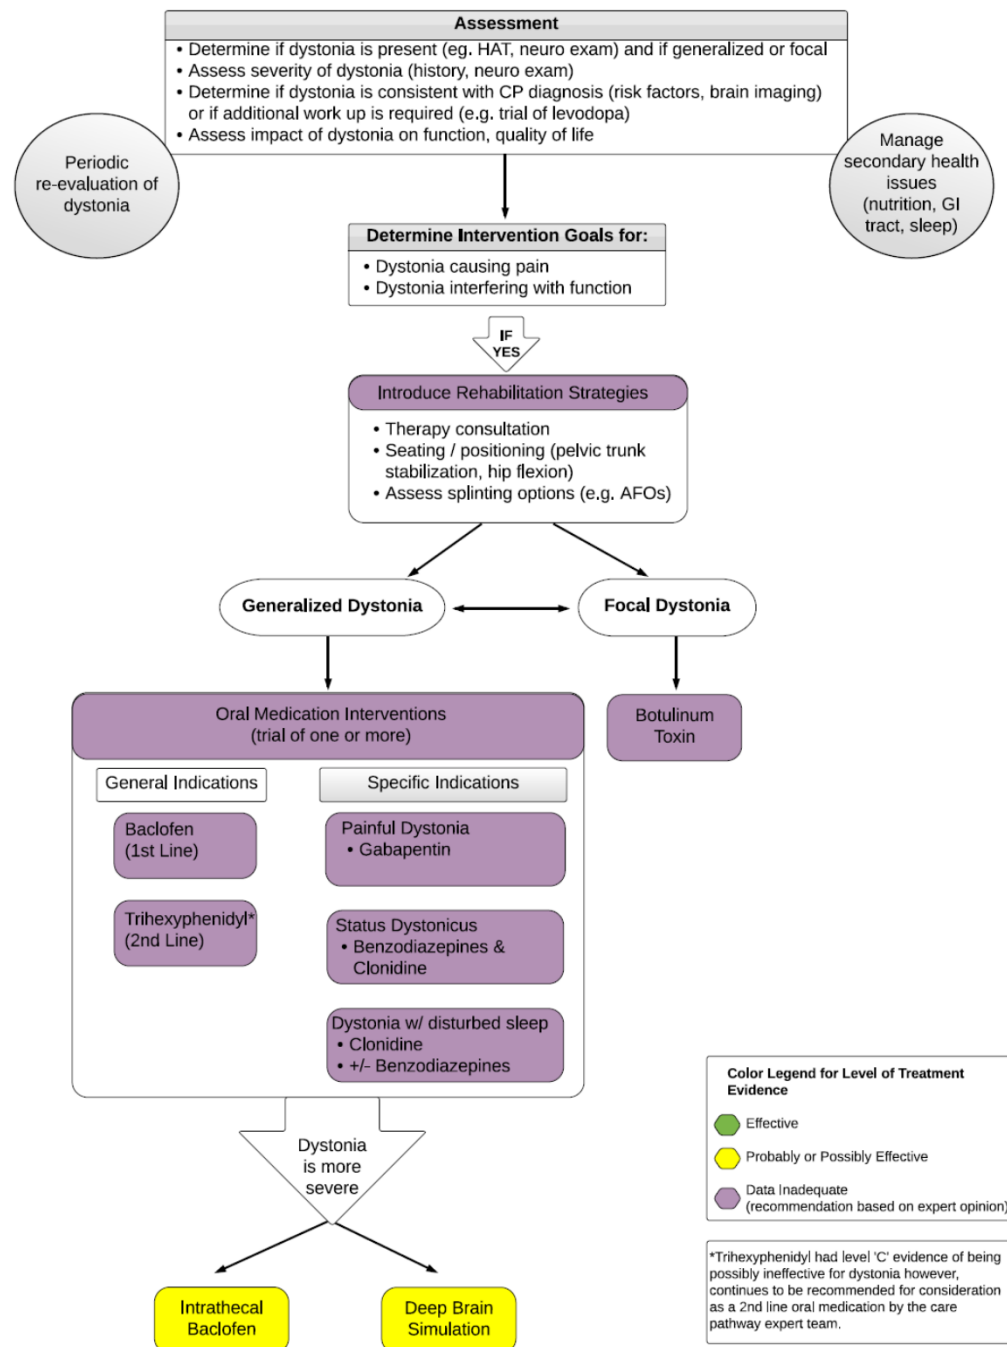 Assessment
• Determine if dystonia is present (eg. HAT, neuro exam) and if generalized or focal
• Assess severity of dystonia (history, neuro exam)
• Determine if dystonia is consistent with CP diagnosis (risk factors, brain imaging)
or if additional work up is required (e.g. trial of levodopa)
• Assess impact of dystonia on function, quality of life
Periodic
re-evaluation of
dystonia
Manage
secondary health
issues
(nutrition, GI
tract, sleep)
Determine Intervention Goals for:
• Dystonia causing pain
• Dystonia interfering with function
IF
YES
Introduce Rehabilitation Strategies
• Therapy consultation
• Seating / positioning (pelvic trunk
stabilization, hip flexion)
• Assess splinting options (e.g. AFOs)
Generalized Dystonia
Focal Dystonia
Oral Medication Interventions
(trial of one or more)
Botulinum
Toxin
General Indications
Specific Indications
Baclofen
(1st Line)
Trihexyphenidyl*
(2nd Line)
Painful Dystonia
• Gabapentin
Status Dystonicus
• Benzodiazepines &
Clonidine
Dystonia w/ disturbed sleep
• Clonidine
• +/- Benzodiazepines
Dystonia
is more
severe
Intrathecal
Baclofen
Deep Brain
Simulation
Color Legend for Level of Treatment
Evidence
Effective
Probably or Possibly Effective
Data Inadequate
(recommendation based on expert opinion)
*Trihexyphenidyl had level 'C' evidence of being
possibly ineffective for dystonia however,
continues to be recommended for consideration
as a 2nd line oral medication by the care
pathway expert team.